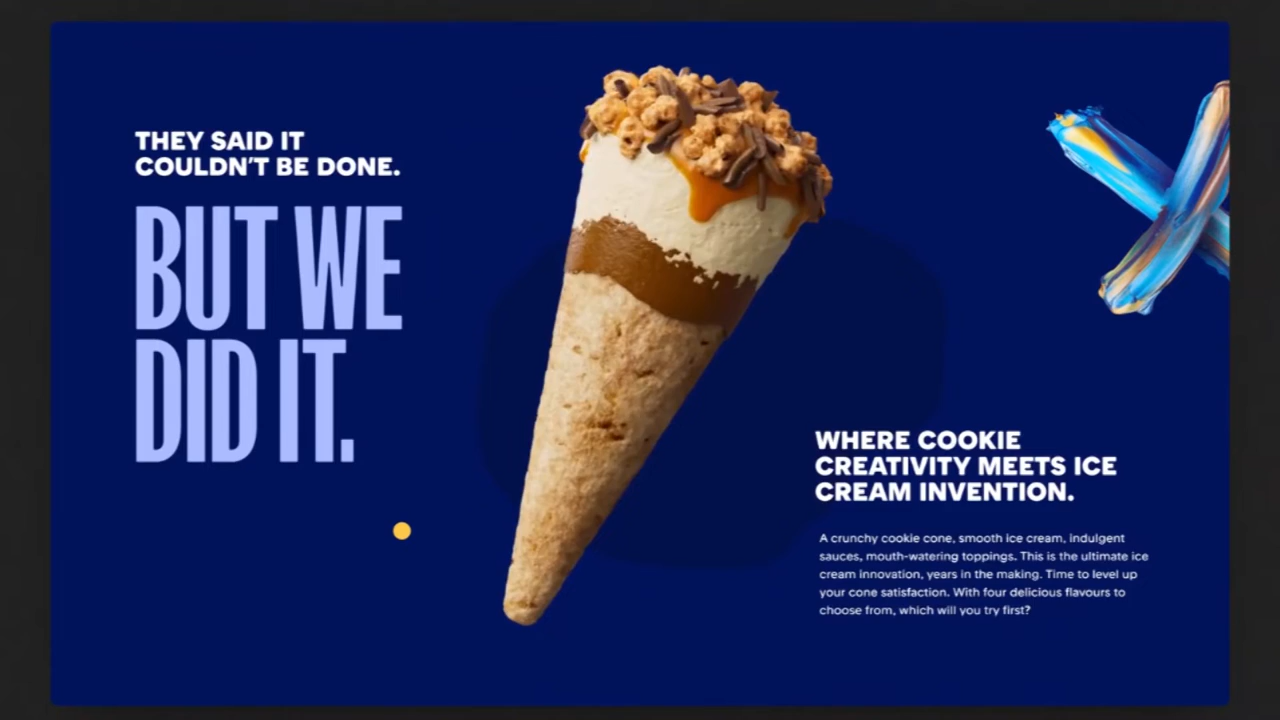 THEY SAID IT
COULDN'T BE DONE.
BUT WE
DID IT.
WHERE COOKIE
CREATIVITY MEETS ICE
CREAM INVENTION.
A crunchy cookie cone, smooth ice cream, indulgent
sauces, mouth-watering toppings. This is the ultimate ice
cream innovation, years in the making. Time to level up
your cone satisfaction. With four delicious flavours to
choose from, which will you try first?